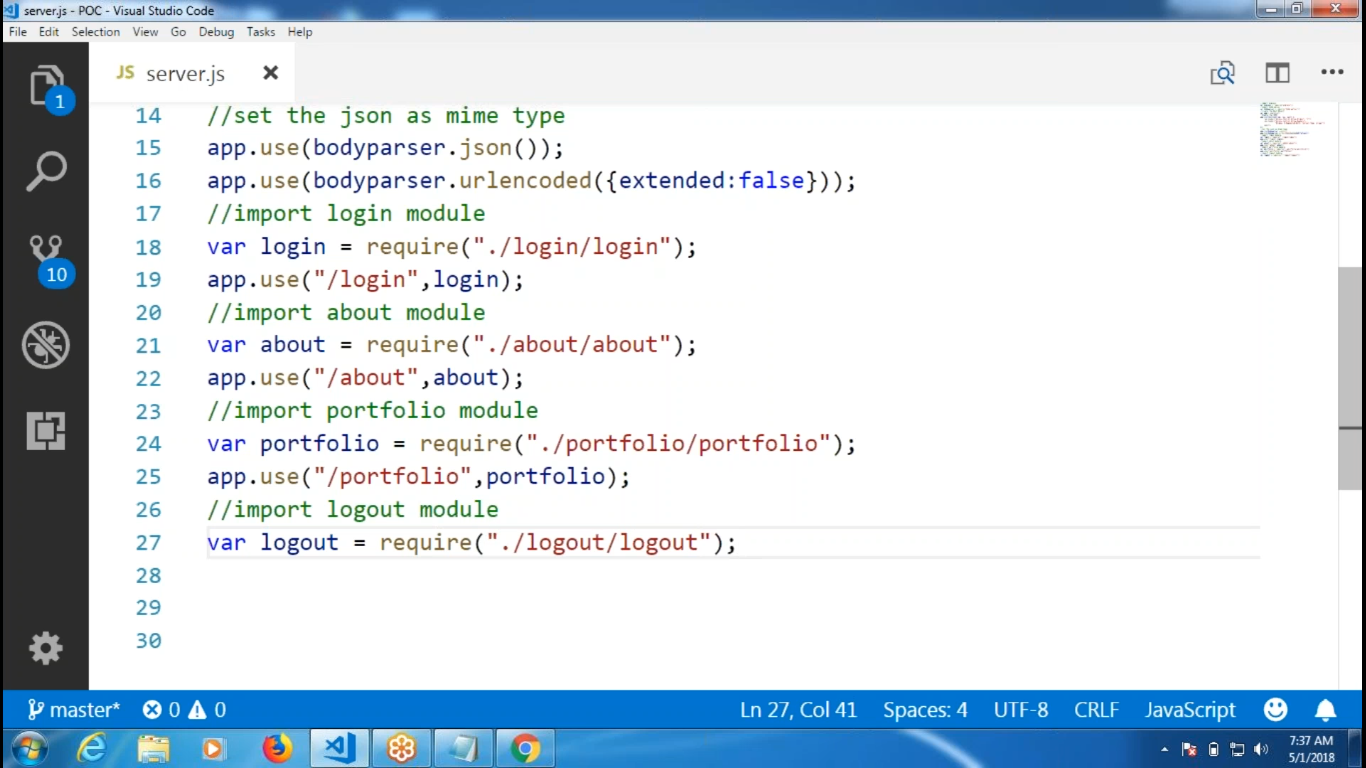 server.js - POC - Visual Studio Code
File Edit Selection View Go Debug Tasks Help
JS server.js
1
10
14 //set the json as mime type
15 app.use(bodyparser.json());
16 app.use(bodyparser.urlencoded({extended:false}));
17 //import login module
18 var login = require("./login/login");
19 app.use("/login",login);
20 //import about module
21 var about = require("./about/about");
22 app.use("/about",about);
23 //import portfolio module
24 var portfolio = require("./portfolio/portfolio");
25 app.use("/portfolio",portfolio);
26 //import logout module
27 var logout = require("./logout/logout");
28
29
30
master* 0 0 Ln 27, Col 41 Spaces: 4 UTF-8 CRLF JavaScript
7:37 AM
5/1/2018